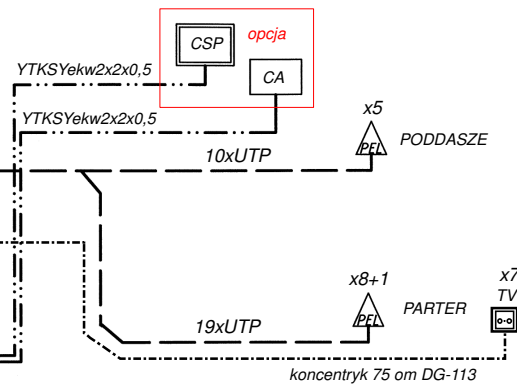 CSP
opcja
YTKSYekw2x2x0,5
CA
YTKSYekw2x2x0,5
x5
PEL
PODDASZE
10xUTP
x8+1
x7
TV
PEL
PARTER
19xUTP
koncentryk 75 om DG-113